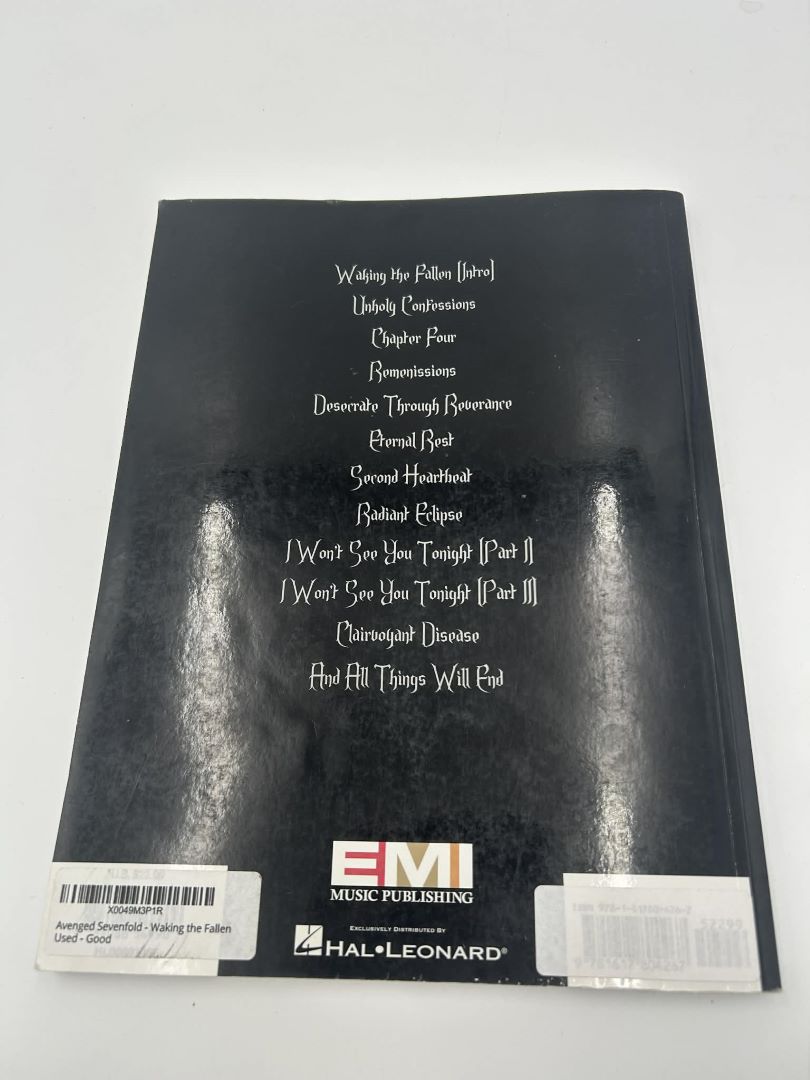 Waking the Fallen (Intro)
Unholy Confessions
Chapter Four
Remenissions
Desecrate Through Reverance
Eternal Rest
Second Heartbeat
Radiant Eclipse
I Won't See You Tonight (Part I)
I Won't See You Tonight (Part II)
Clairvoyant Disease
And All Things Will End
EMI
MUSIC PUBLISHING
EXCLUSIVELY DISTRIBUTED BY
HAL•LEONARD®
X0049M3P1R
Avenged Sevenfold - Waking the Fallen
Used - Good
52299